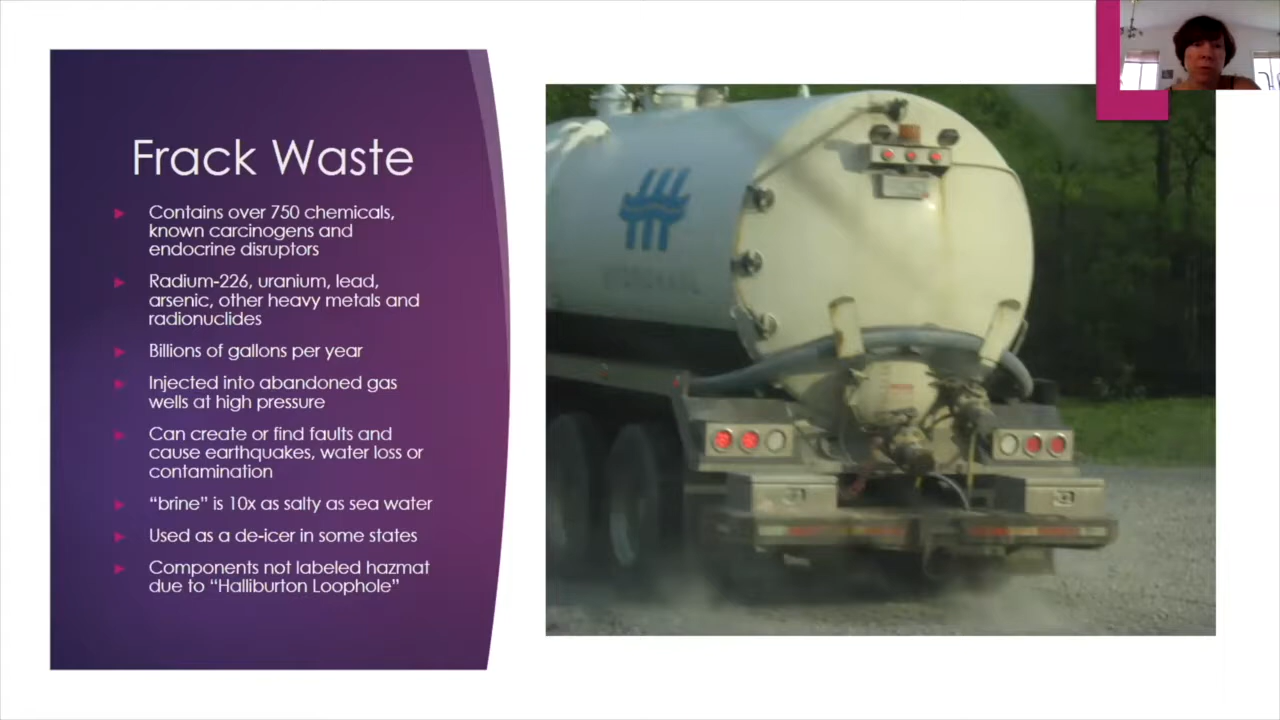 Frack Waste
Contains over 750 chemicals,
known carcinogens and
endocrine disruptors
Radium-226, uranium, lead,
arsenic, other heavy metals and
radionuclides
Billions of gallons per year
Injected into abandoned gas
wells at high pressure
Can create or find faults and
cause earthquakes, water loss or
contamination
"brine" is 10x as salty as sea water
Used as a de-icer in some states
Components not labeled hazmat
due to "Halliburton Loophole"